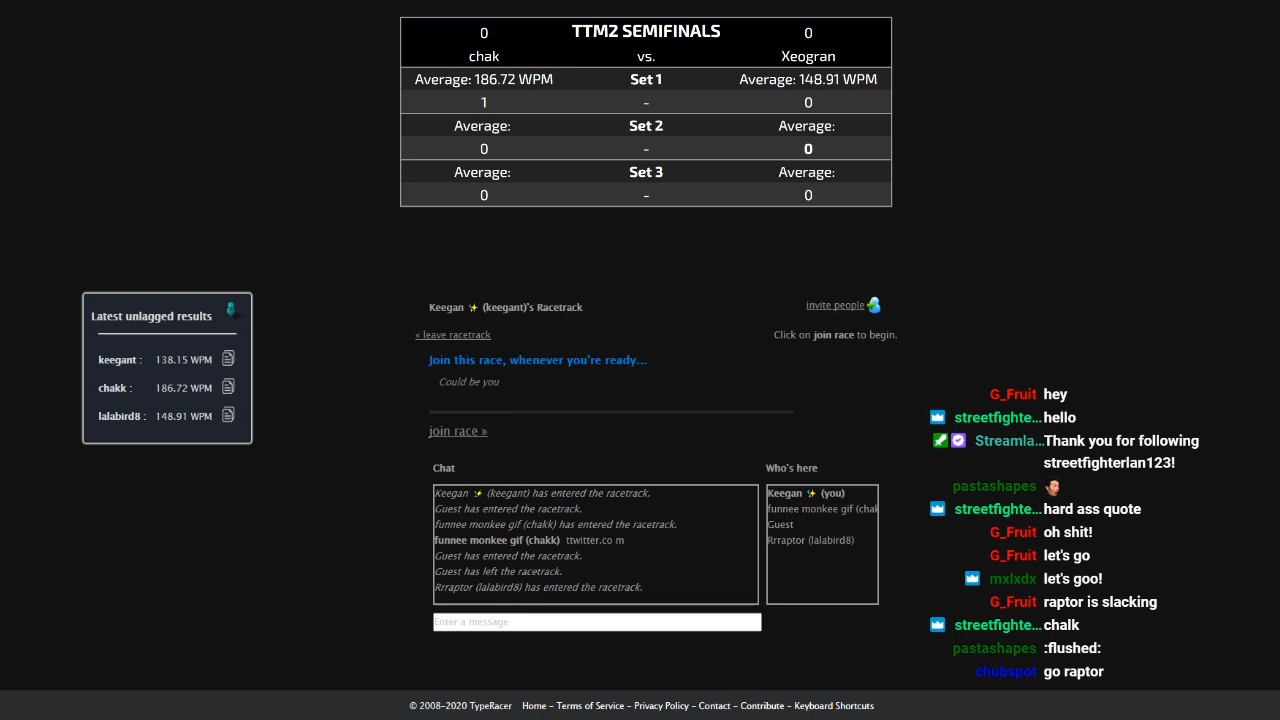 0 TTM2 SEMIFINALS 0
chak vs. Xeogran
Average: 186.72 WPM Set 1 Average: 148.91 WPM
1 - 0
Average: Set 2 Average:
0 - 0
Average: Set 3 Average:
0 - 0
Latest unlagged results
keegant : 138.15 WPM
chakk : 186.72 WPM
lalabird8 : 148.91 WPM
Keegan ✨ (keegant)'s Racetrack
invite people
« leave racetrack
Click on join race to begin.
Join this race, whenever you're ready...
Could be you
join race »
Chat
Keegan ✨ (keegant) has entered the racetrack.
Guest has entered the racetrack.
funnee monkee gif (chakk) has entered the racetrack.
funnee monkee gif (chakk) ttwitter.co m
Guest has entered the racetrack.
Guest has left the racetrack.
Rrraptor (lalabird8) has entered the racetrack.
Enter a message
Who's here
Keegan ✨ (you)
funnee monkee gif (chak
Guest
Rrraptor (lalabird8)
G_Fruit hey
streetfighte... hello
Streamla... Thank you for following
streetfighterlan123!
pastashapes
streetfighte... hard ass quote
G_Fruit oh shit!
G_Fruit let's go
mxlxdx let's goo!
G_Fruit raptor is slacking
streetfighte... chalk
pastashapes :flushed:
chubspot go raptor
© 2008-2020 TypeRacer Home - Terms of Service - Privacy Policy - Contact - Contribute - Keyboard Shortcuts